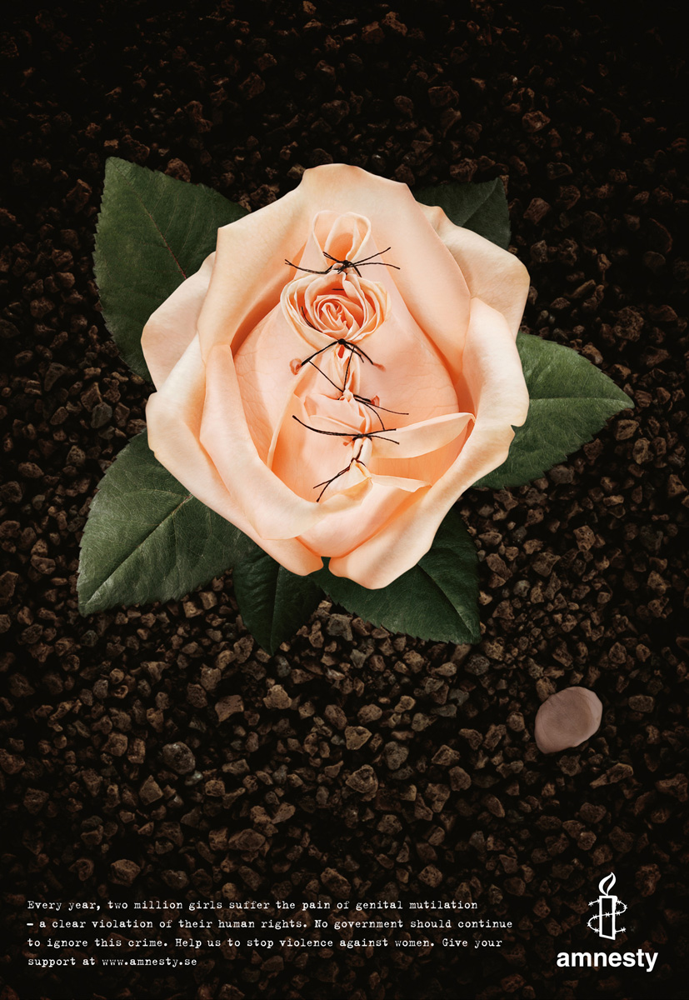 Every year, two million girls suffer the pain of genital mutilation
– a clear violation of their human rights. No government should continue
to ignore this crime. Help us to stop violence against women. Give your
support at www.amnesty.se
amnesty